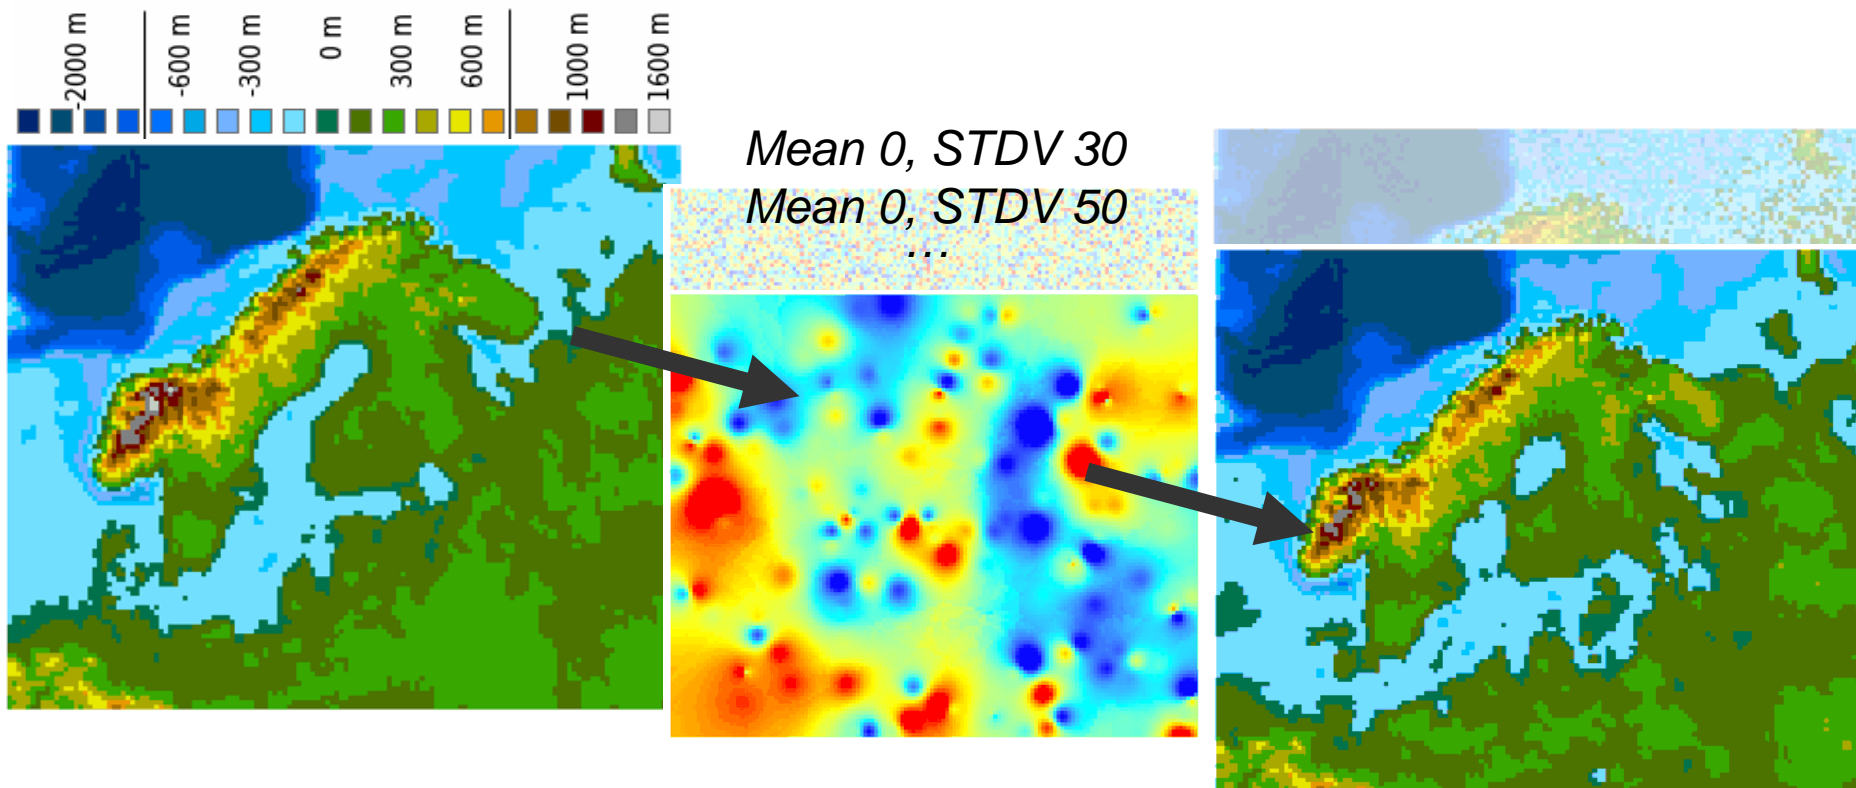 -2000 m
-600 m
-300 m
0 m
300 m
600 m
1000 m
1600 m
Mean 0, STDV 30
Mean 0, STDV 50
…